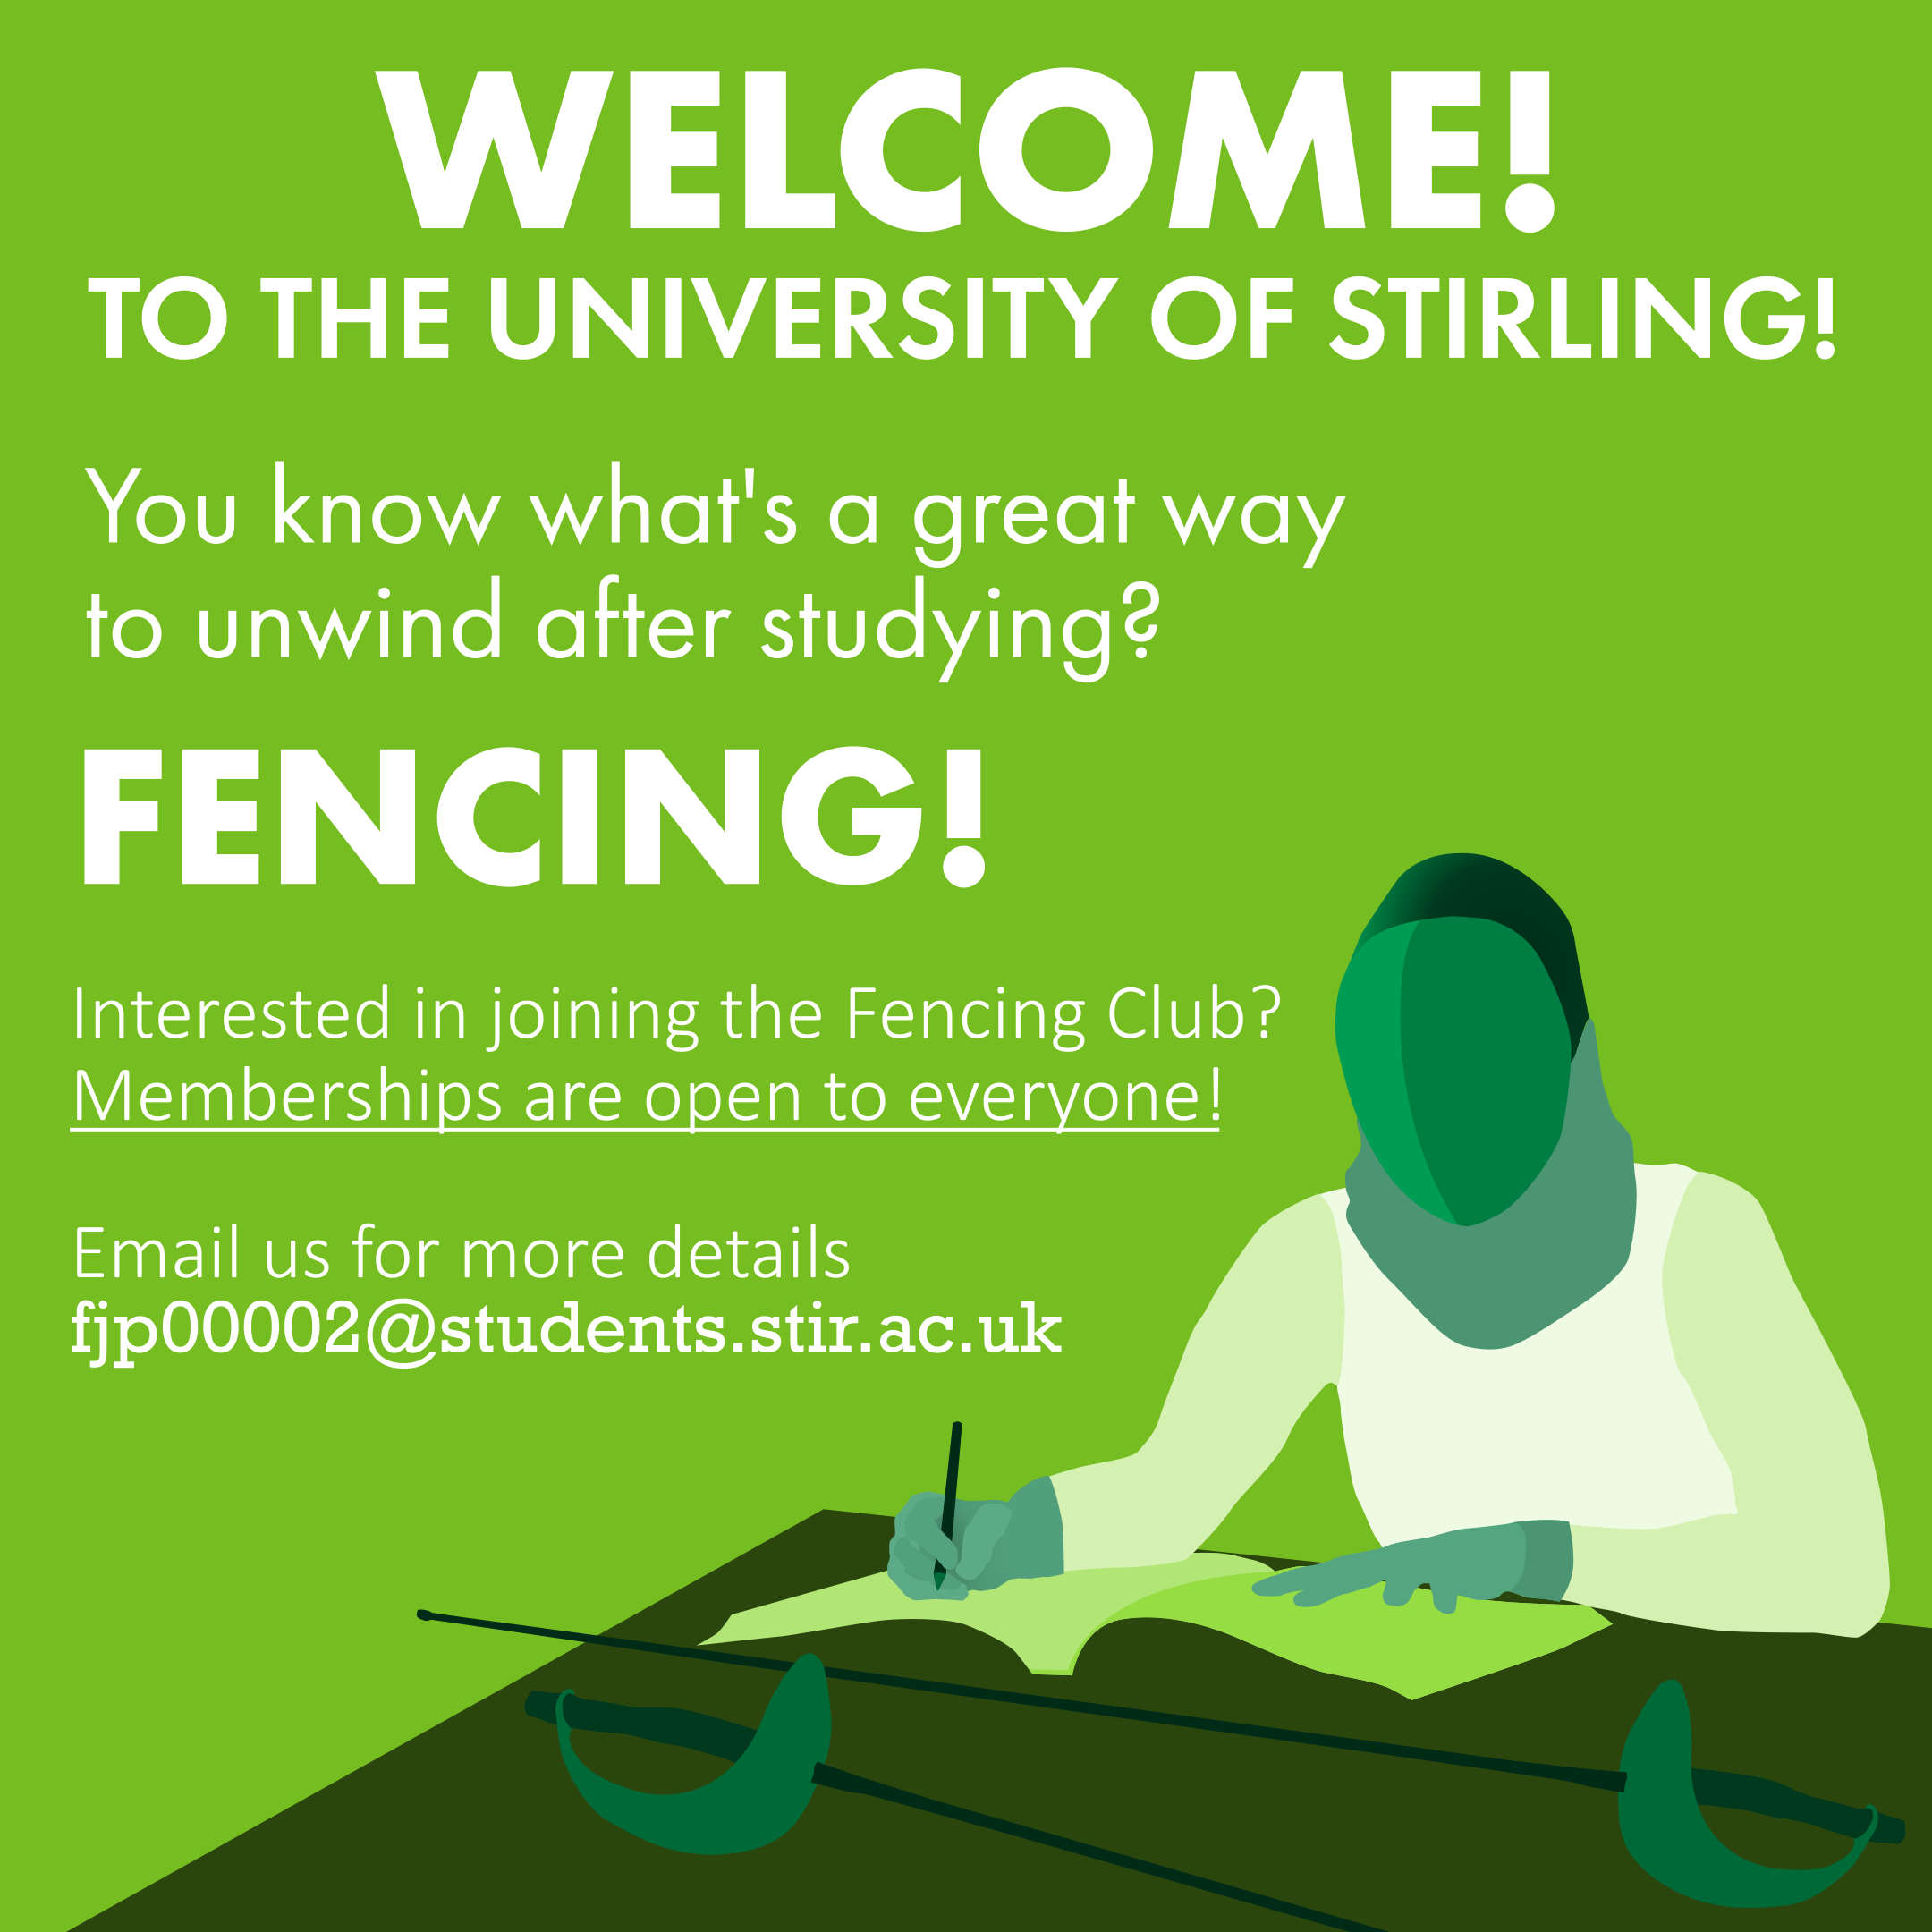 WELCOME!
TO THE UNIVERSITY OF STIRLING!
You know what's a great way
to unwind after studying?
FENCING!
Interested in joining the Fencing Club?
Memberships are open to everyone!
Email us for more details
fjp00002@students.stir.ac.uk